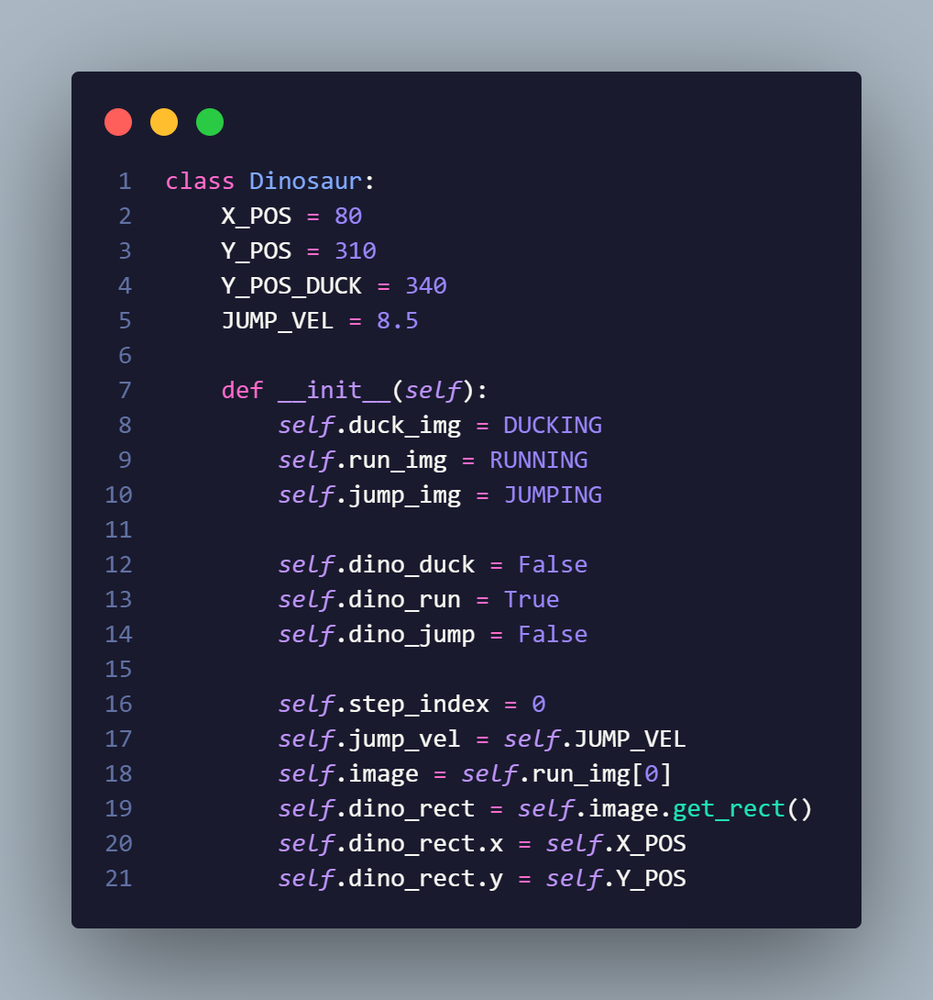 1 class Dinosaur:
2     X_POS = 80
3     Y_POS = 310
4     Y_POS_DUCK = 340
5     JUMP_VEL = 8.5
6
7     def __init__(self):
8         self.duck_img = DUCKING
9         self.run_img = RUNNING
10         self.jump_img = JUMPING
11
12         self.dino_duck = False
13         self.dino_run = True
14         self.dino_jump = False
15
16         self.step_index = 0
17         self.jump_vel = self.JUMP_VEL
18         self.image = self.run_img[0]
19         self.dino_rect = self.image.get_rect()
20         self.dino_rect.x = self.X_POS
21         self.dino_rect.y = self.Y_POS